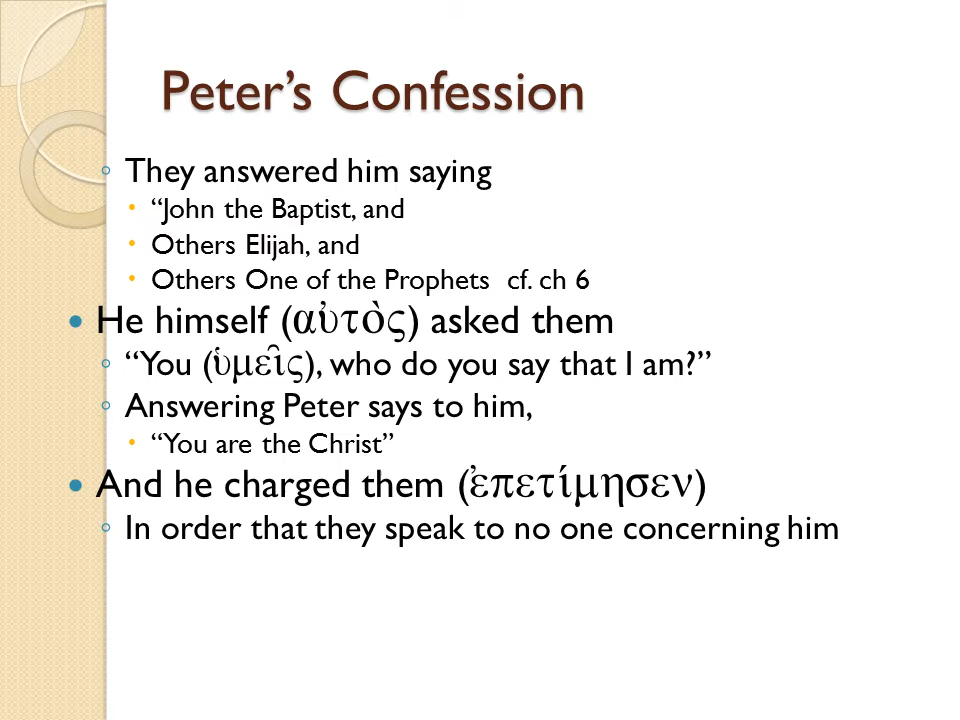 Peter’s Confession
◦ They answered him saying
• “John the Baptist, and
• Others Elijah, and
• Others One of the Prophets cf. ch 6
• He himself (αὐτὸς) asked them
◦ “You (ὑμεῖς), who do you say that I am?”
◦ Answering Peter says to him,
• “You are the Christ”
• And he charged them (ἐπετίμησεν)
◦ In order that they speak to no one concerning him